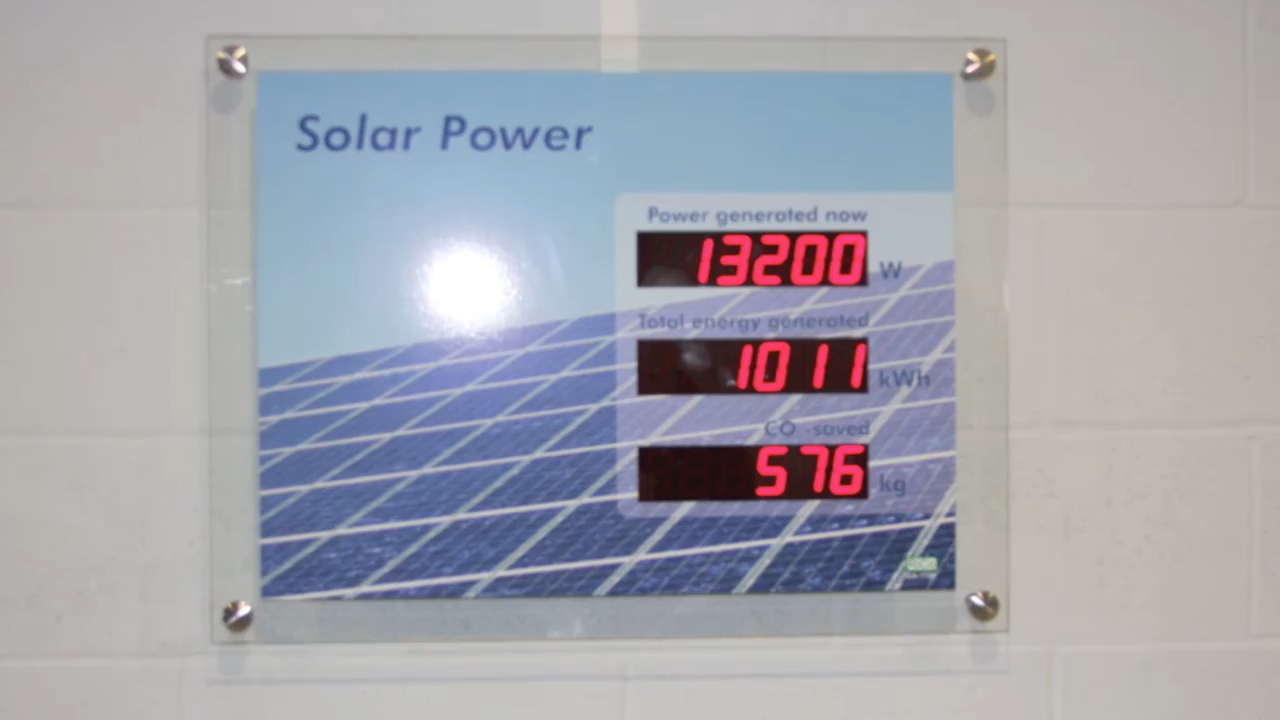 Solar Power
Power generated now
13200 W
Total energy generated
1011 kWh
CO -saved
576 kg